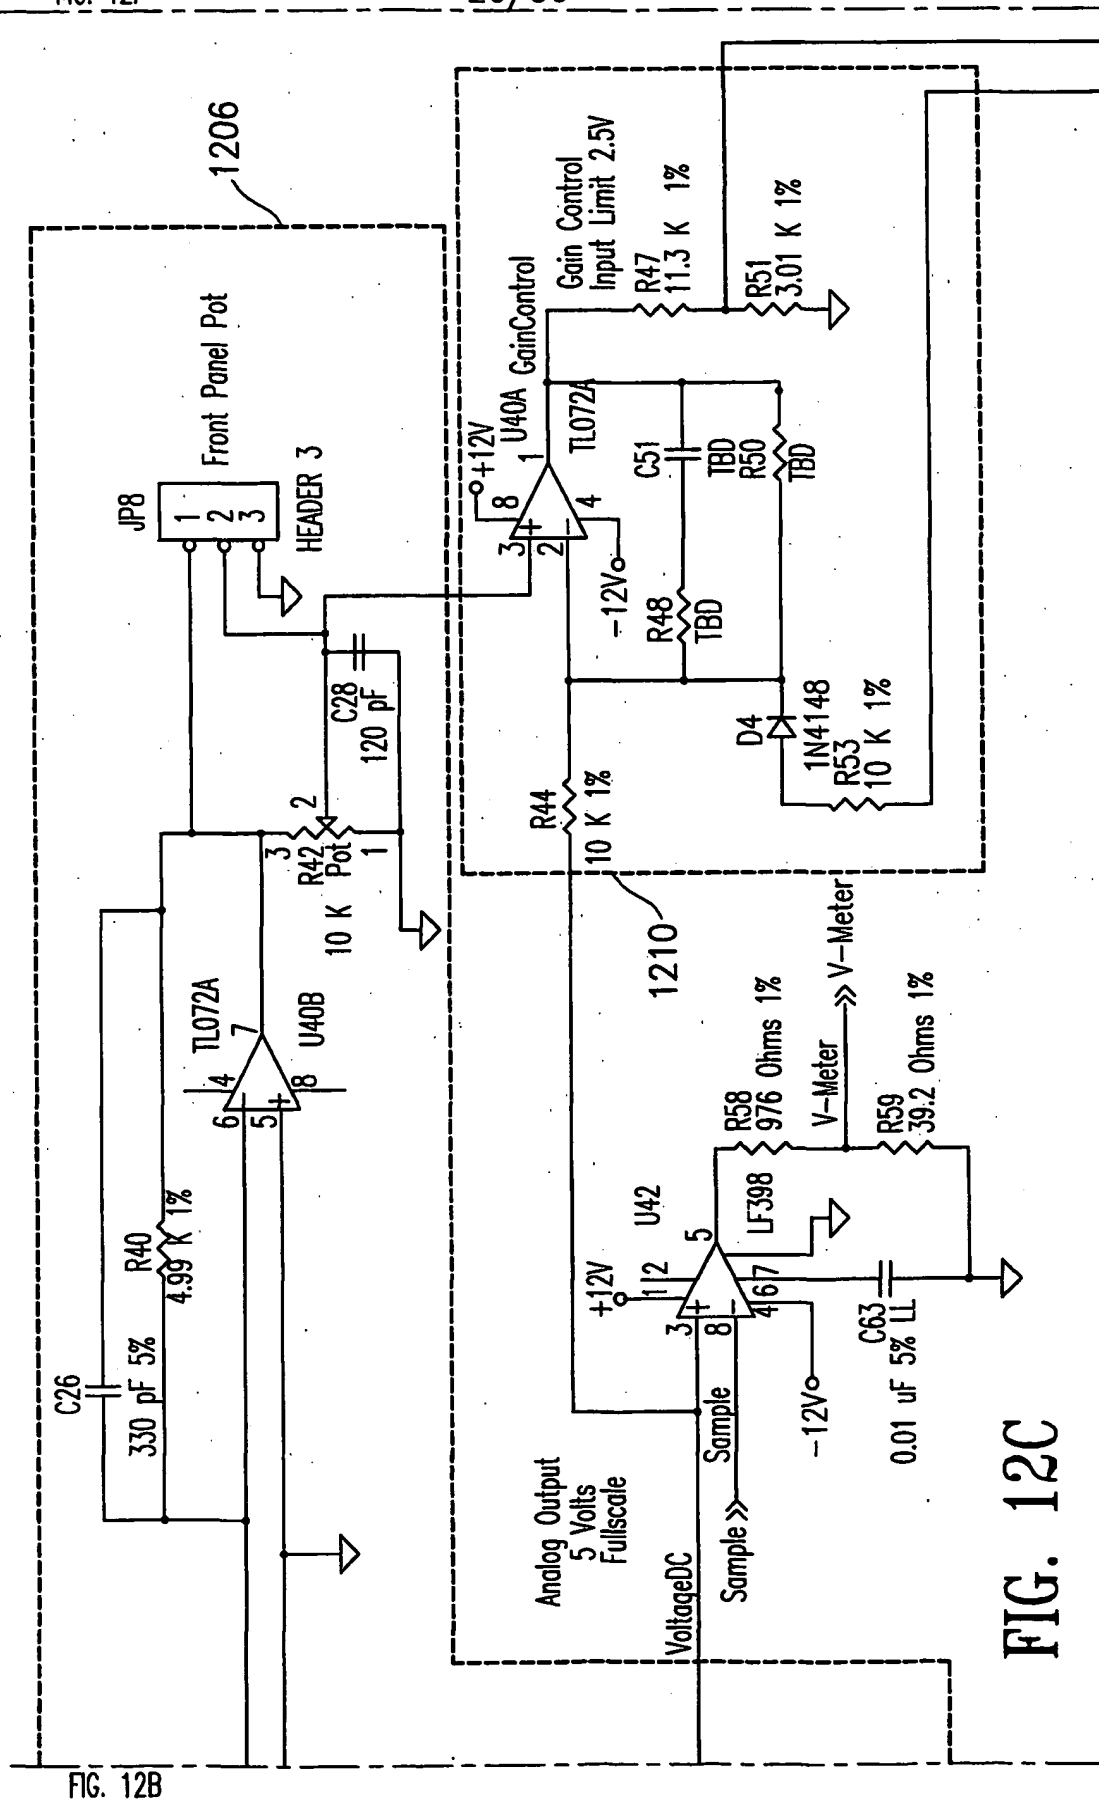 1206
JP8
1
2
3
HEADER 3
Front Panel Pot
C26
330 pF 5%
R40
4.99 K 1%
TL072A
6
5
4
7
8
U40B
3
2
1
R42
Pot
10 K
C28
120 pF
+12V
U40A
3
2
8
1
4
TL072A
-12V
GainControl
Gain Control
Input Limit 2.5V
R47
11.3 K 1%
R51
3.01 K 1%
C51
TBD
R50
TBD
R48
TBD
D4
1N4148
R53
10 K 1%
R44
10 K 1%
1210
Analog Output
5 Volts
Fullscale
VoltageDC
Sample
Sample
+12V
U42
1
2
3
8
5
4
6
7
LF398
-12V
C63
0.01 uF 5% LL
R58
976 Ohms 1%
V-Meter
V-Meter
R59
39.2 Ohms 1%
FIG. 12C
FIG. 12B